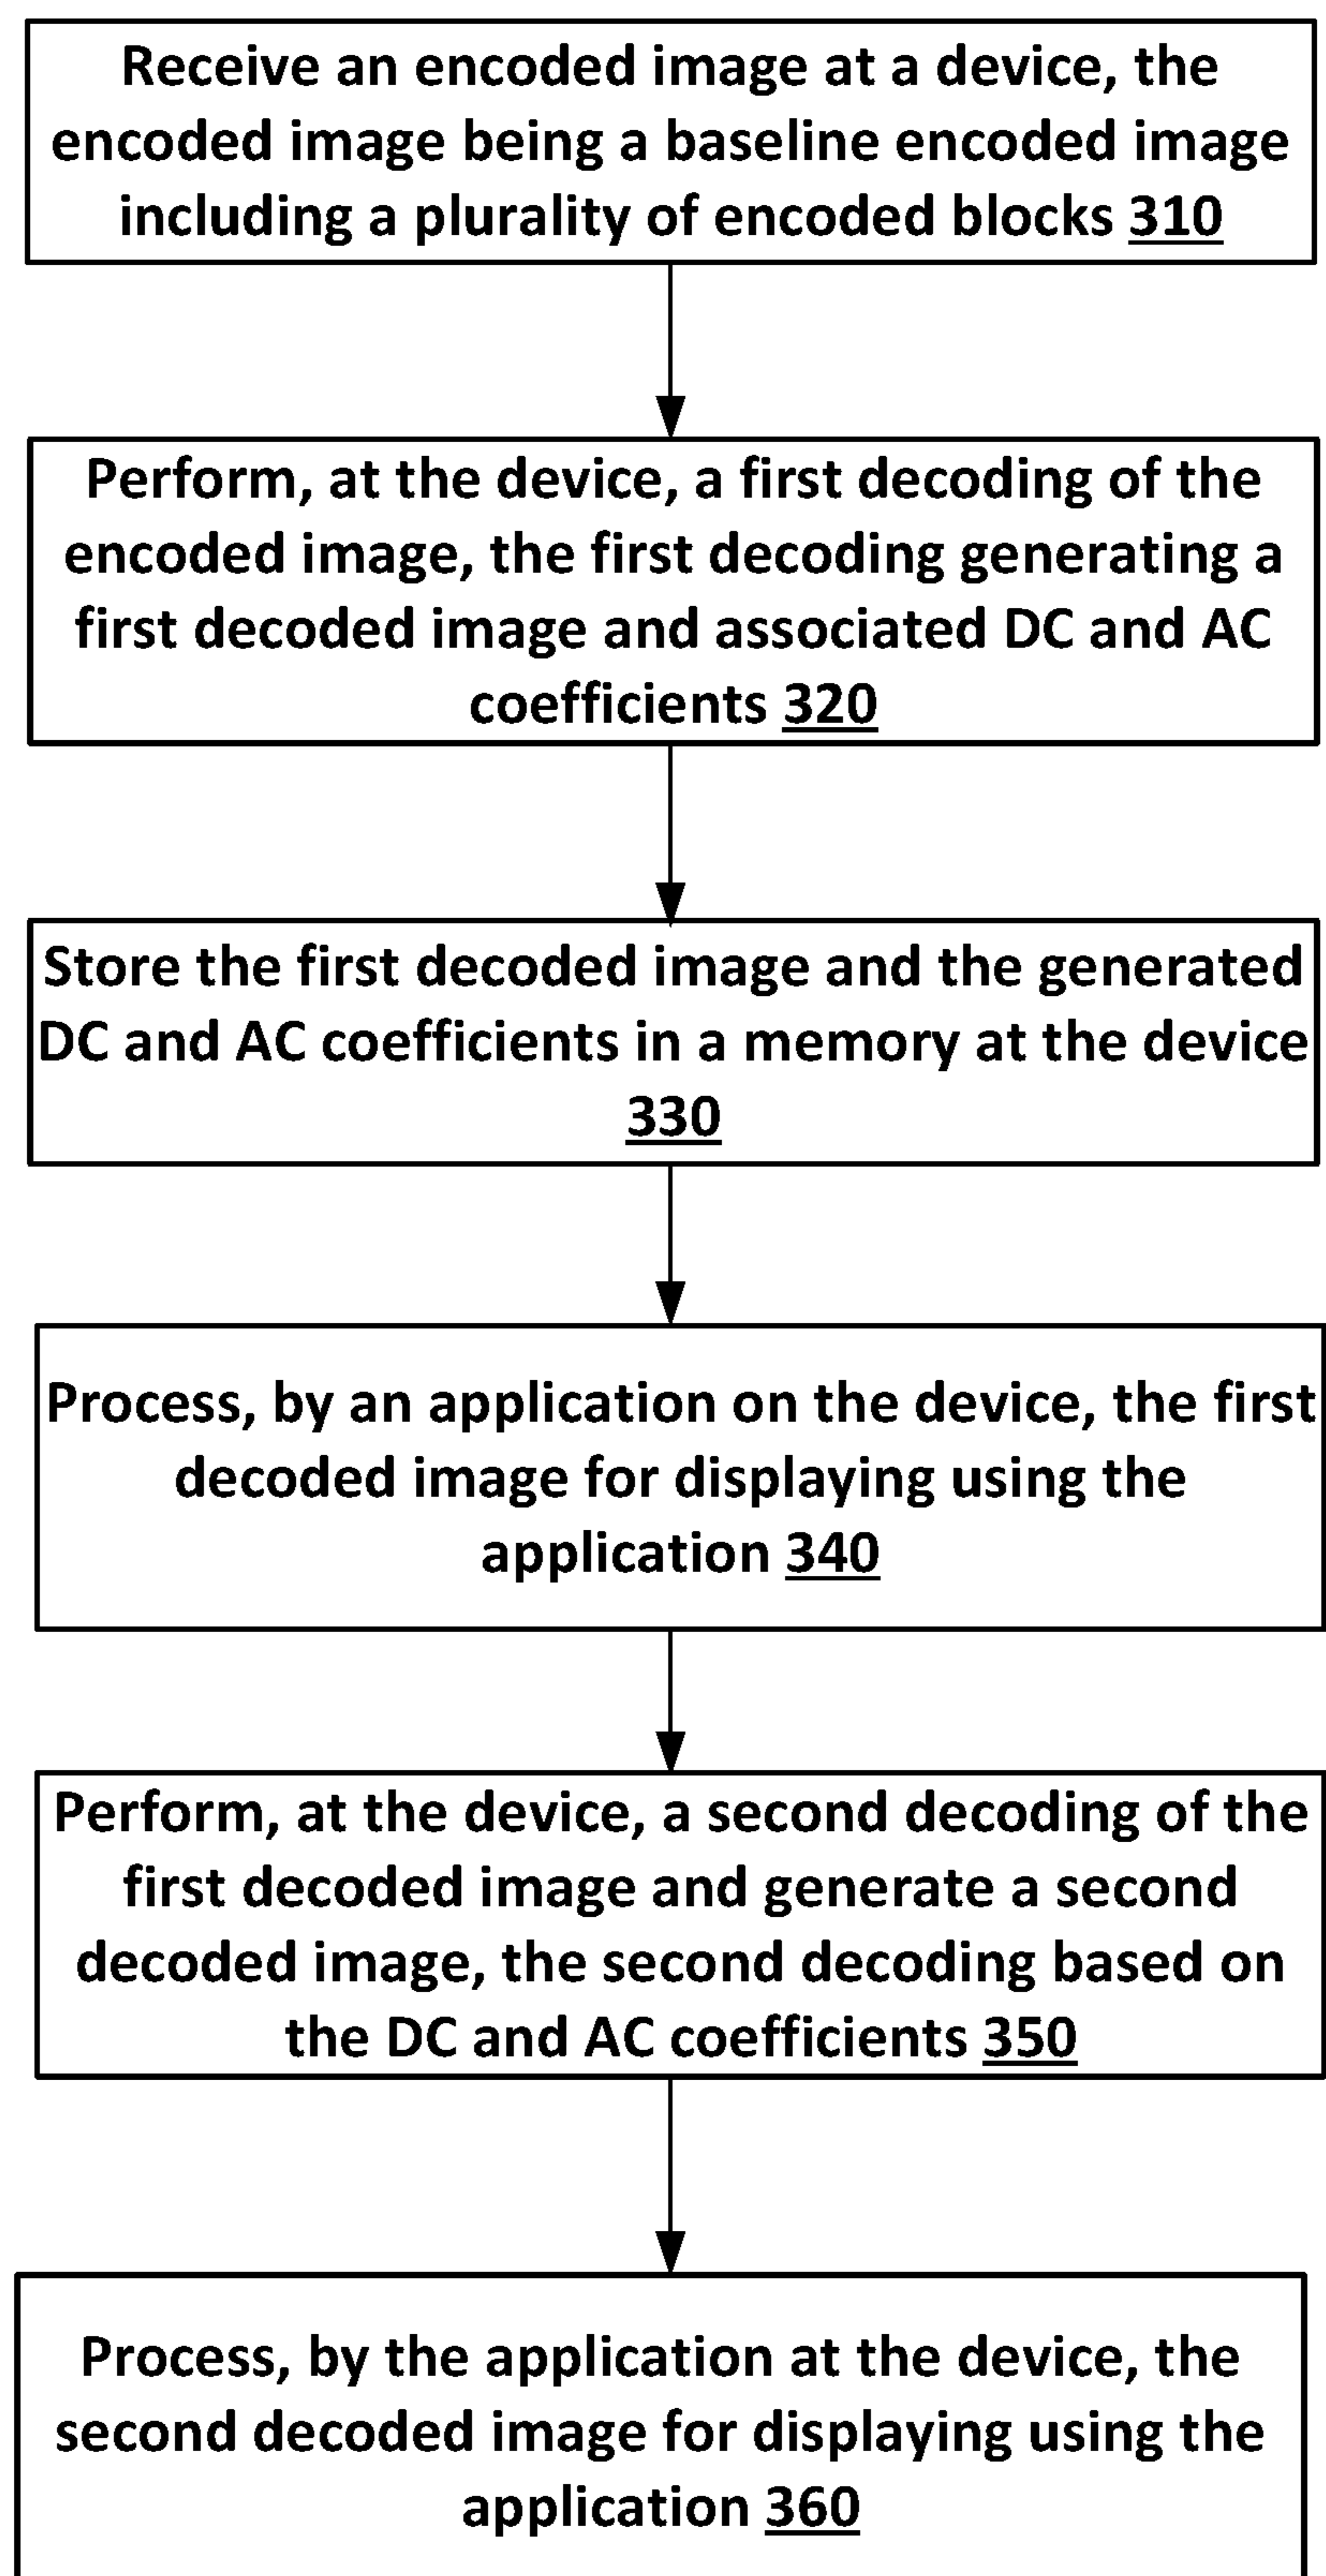 Receive an encoded image at a device, the
encoded image being a baseline encoded image
including a plurality of encoded blocks 310
Perform, at the device, a first decoding of the
encoded image, the first decoding generating a
first decoded image and associated DC and AC
coefficients 320
Store the first decoded image and the generated
DC and AC coefficients in a memory at the device
330
Process, by an application on the device, the first
decoded image for displaying using the
application 340
Perform, at the device, a second decoding of the
first decoded image and generate a second
decoded image, the second decoding based on
the DC and AC coefficients 350
Process, by the application at the device, the
second decoded image for displaying using the
application 360